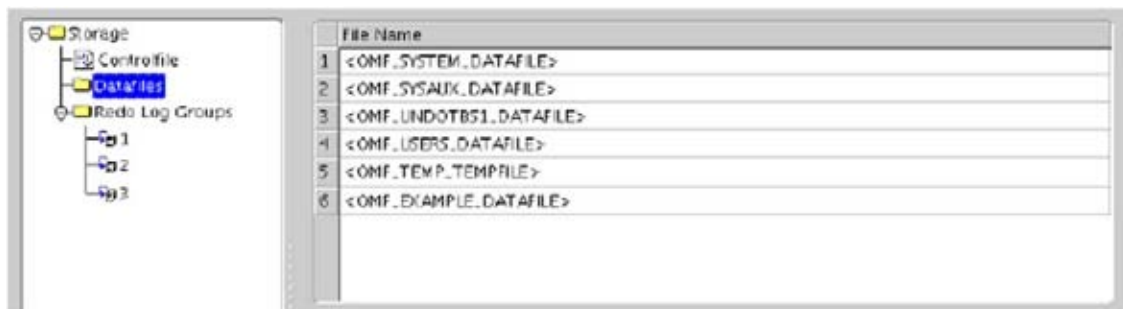 Storage
Controlfile
Datafiles
Redo Log Groups
1
2
3
File Name
1 <OMF_SYSTEM_DATAFILE>
2 <OMF_SYSAUX_DATAFILE>
3 <OMF_UNDOTBS1_DATAFILE>
4 <OMF_USERS_DATAFILE>
5 <OMF_TEMP_TEMPFILE>
6 <OMF_EXAMPLE_DATAFILE>